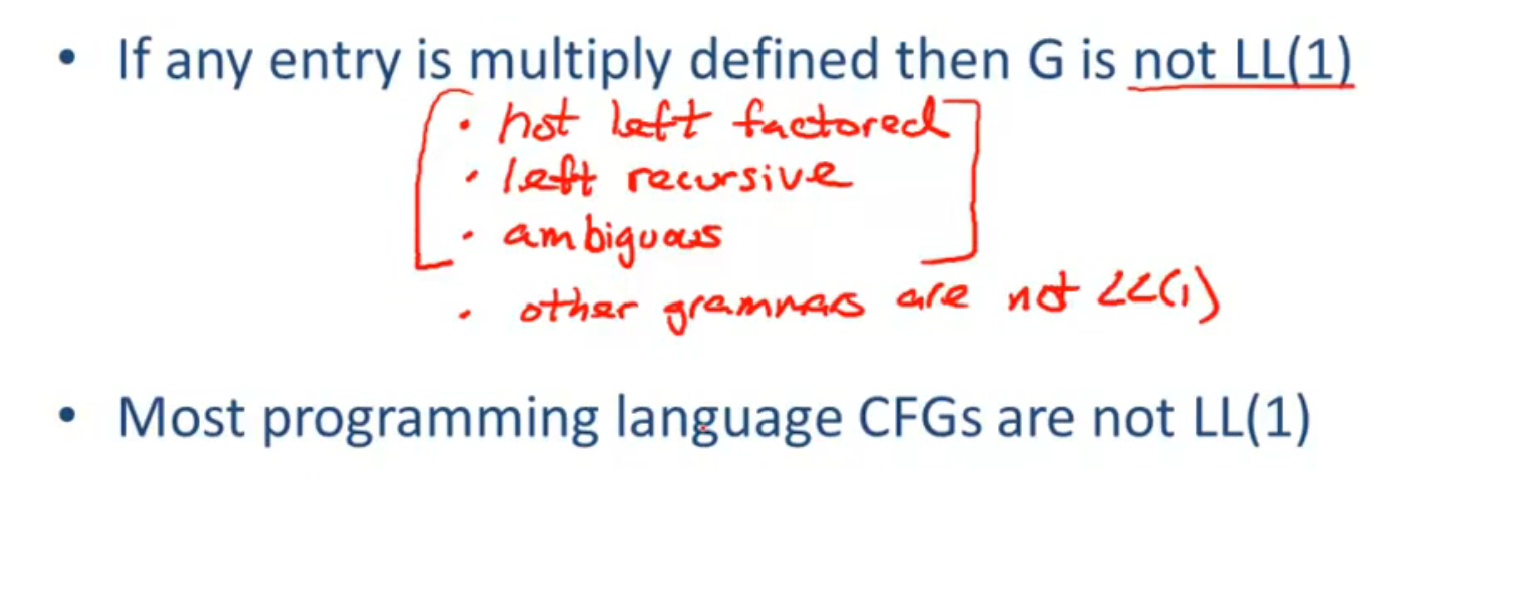 • If any entry is multiply defined then G is not LL(1)
• not left factored
• left recursive
• ambiguous
• other grammars are not LL(1)
• Most programming language CFGs are not LL(1)